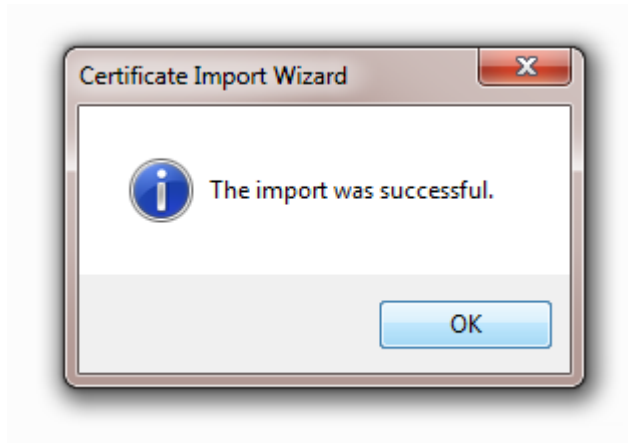 Certificate Import Wizard
The import was successful.
OK